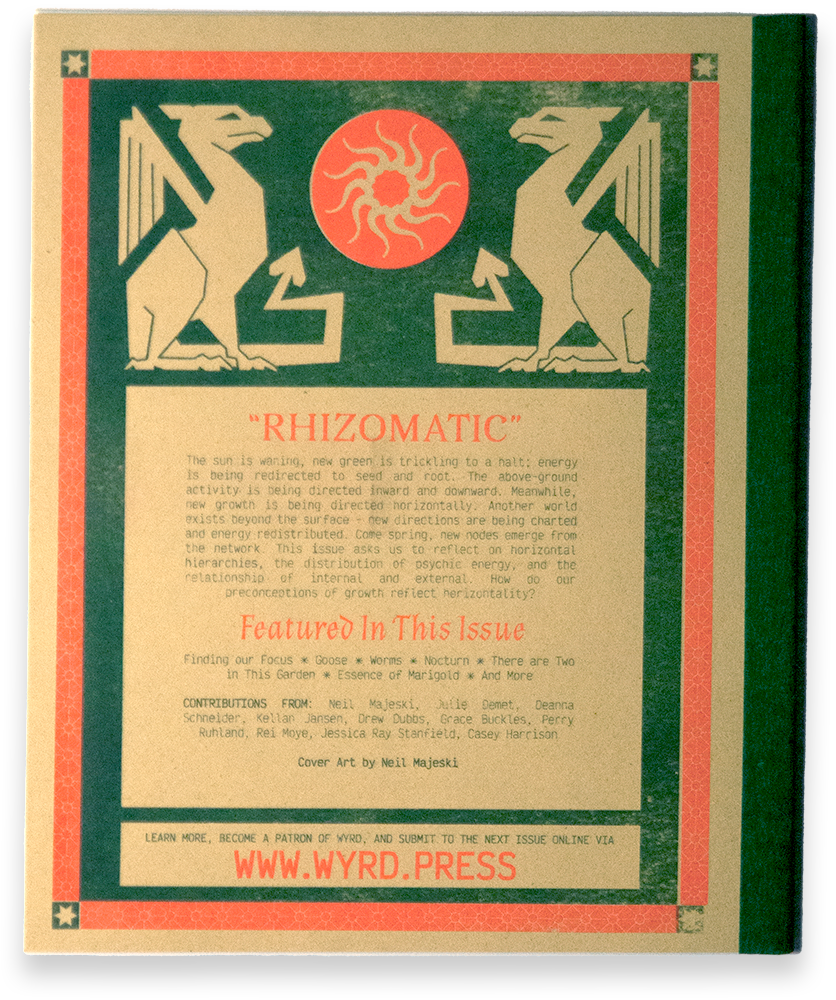 “RHIZOMATIC”
The sun is waning, new green is trickling to a halt; energy
is being redirected to seed and root. The above-ground
activity is being directed inward and downward. Meanwhile,
new growth is being directed horizontally. Another world
exists beyond the surface - new directions are being charted
and energy redistributed. Come spring, new nodes emerge from
the network. This issue asks us to reflect on horizontal
hierarchies, the distribution of psychic energy, and the
relationship of internal and external. How do our
preconceptions of growth reflect horizontality?
Featured In This Issue
Finding our Focus * Goose * Worms * Nocturn * There are Two
in This Garden * Essence of Marigold * And More
CONTRIBUTIONS FROM: Neil Majeski, Julie Demet, Deanna
Schneider, Kellan Jansen, Drew Dubbs, Grace Buckles, Perry
Ruhland, Rei Moye, Jessica Ray Stanfield, Casey Harrison
Cover Art by Neil Majeski
LEARN MORE, BECOME A PATRON OF WYRD, AND SUBMIT TO THE NEXT ISSUE ONLINE VIA
WWW.WYRD.PRESS